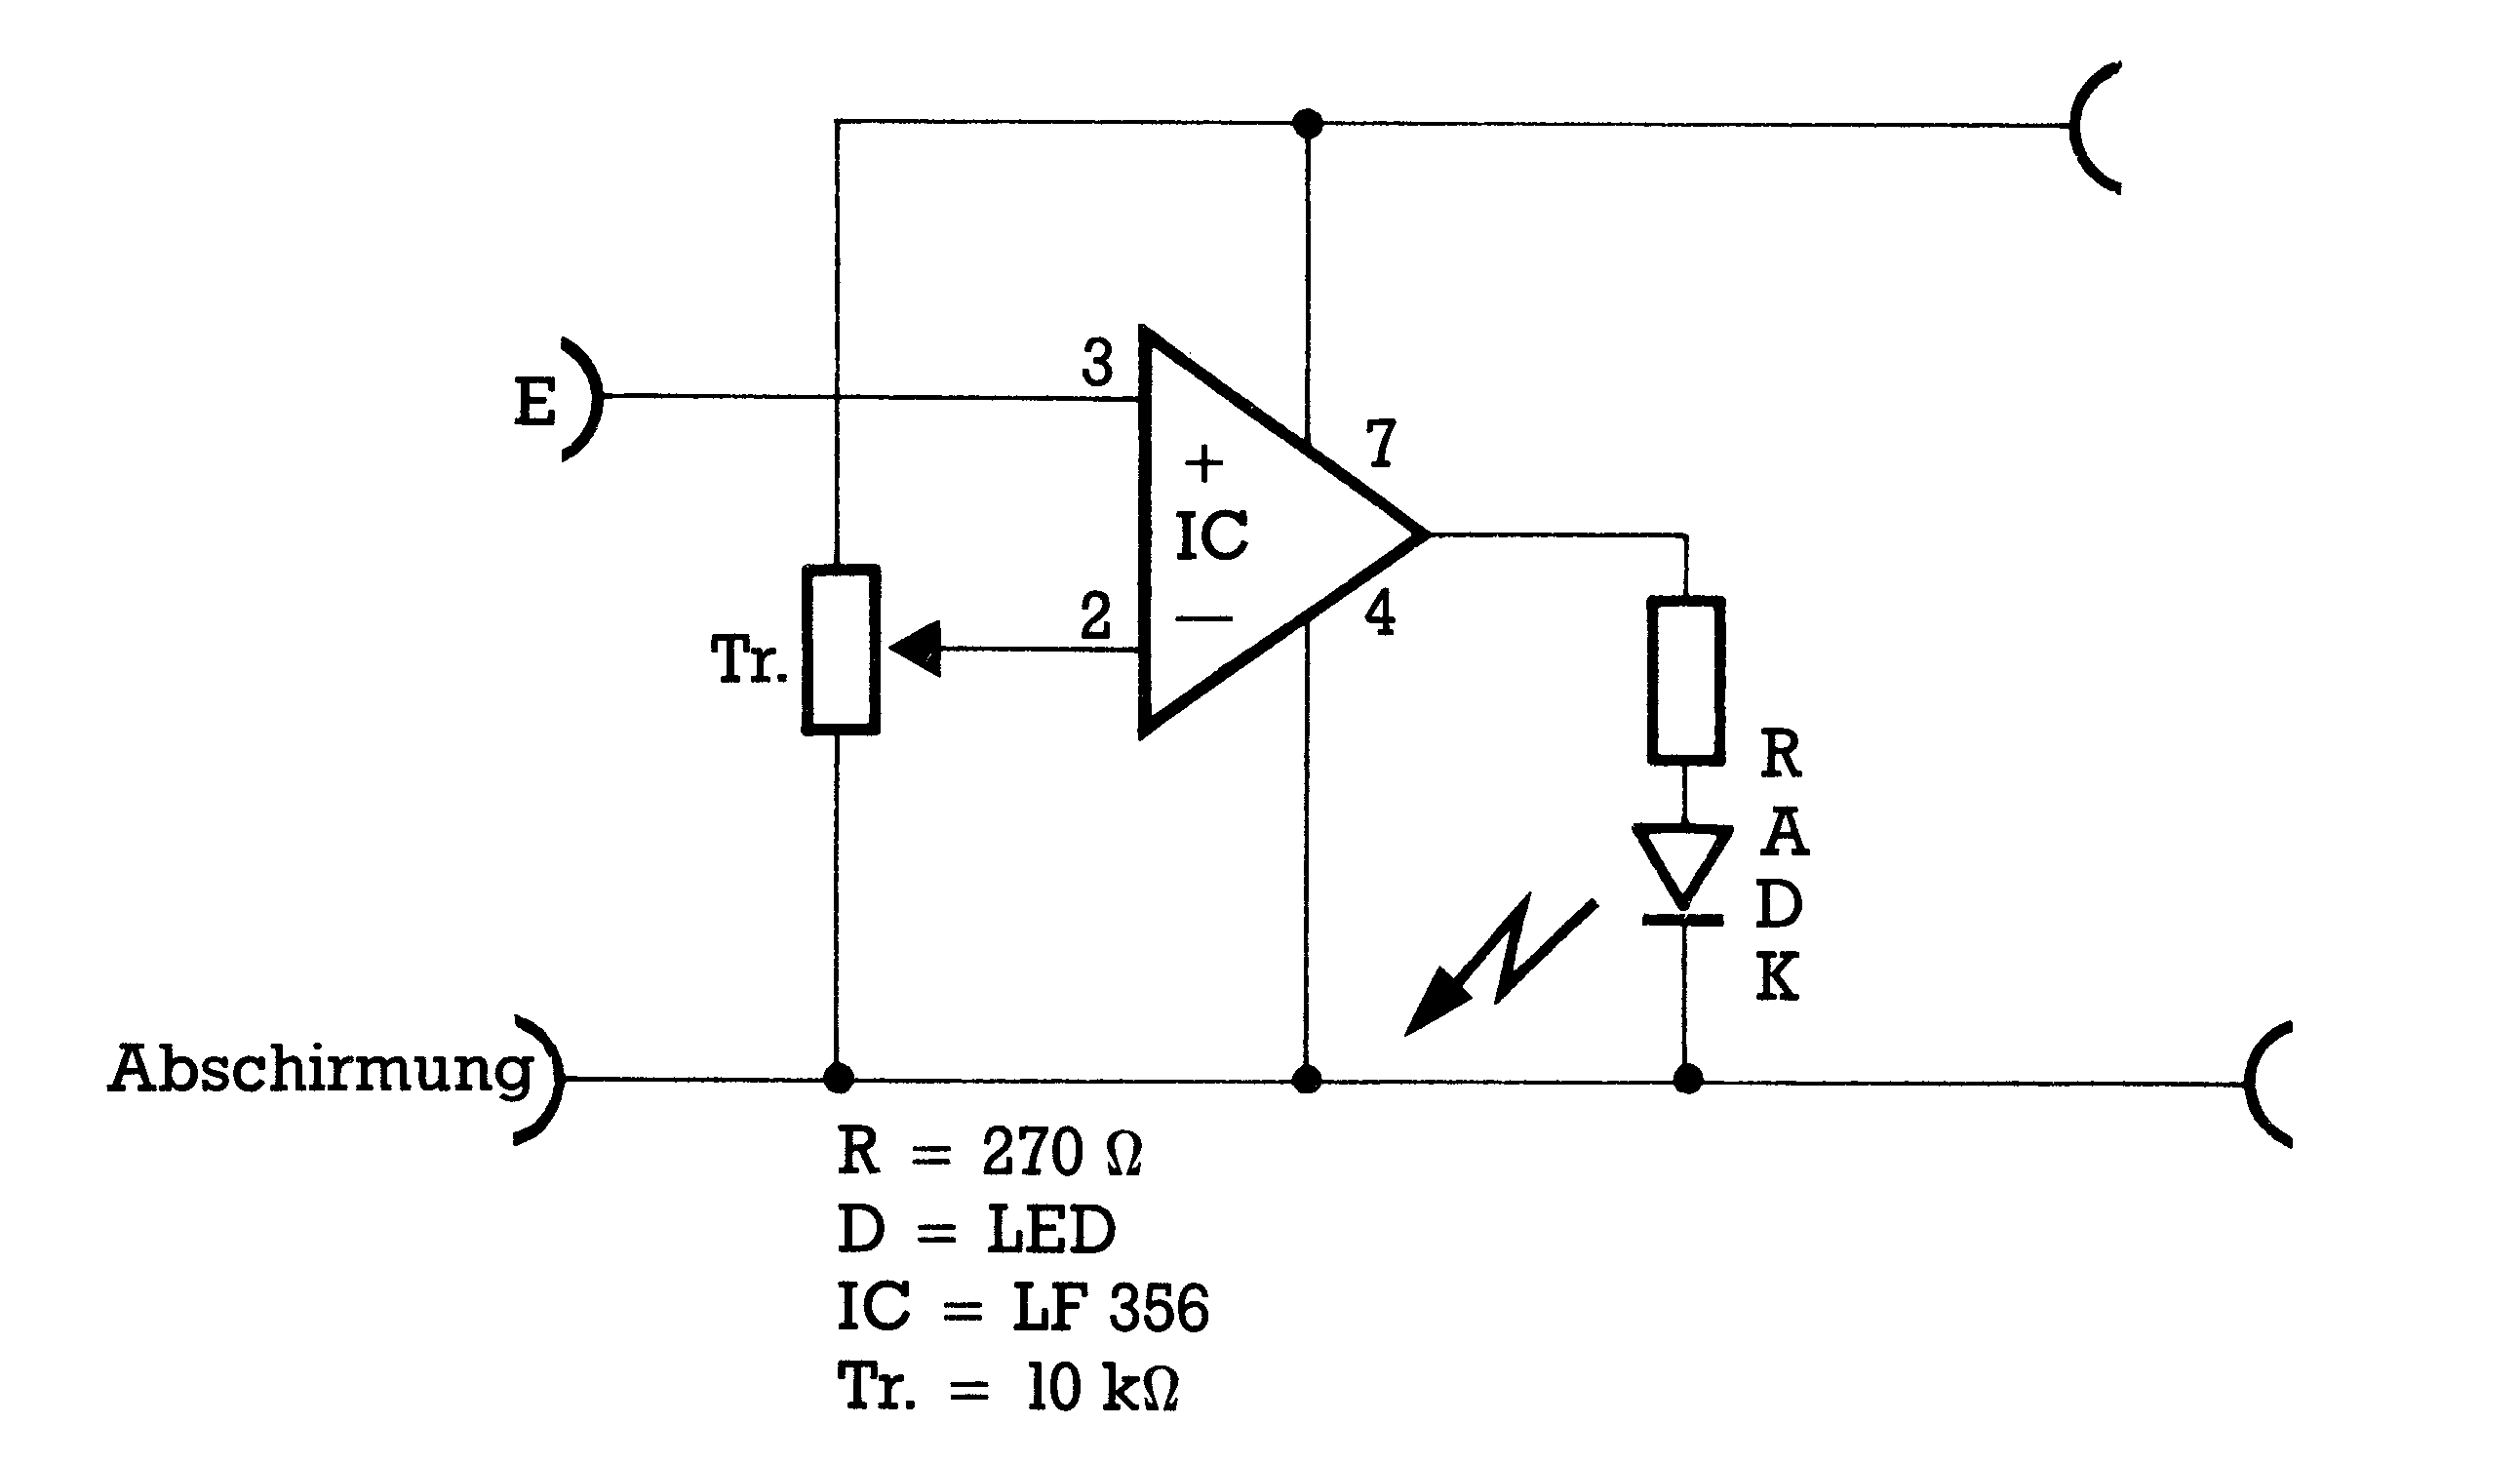 E
3
+
7
IC
2
—
4
Tr.
R
A
D
K
Abschirmung
R = 270 Ω
D = LED
IC = LF 356
Tr. = 10 kΩ